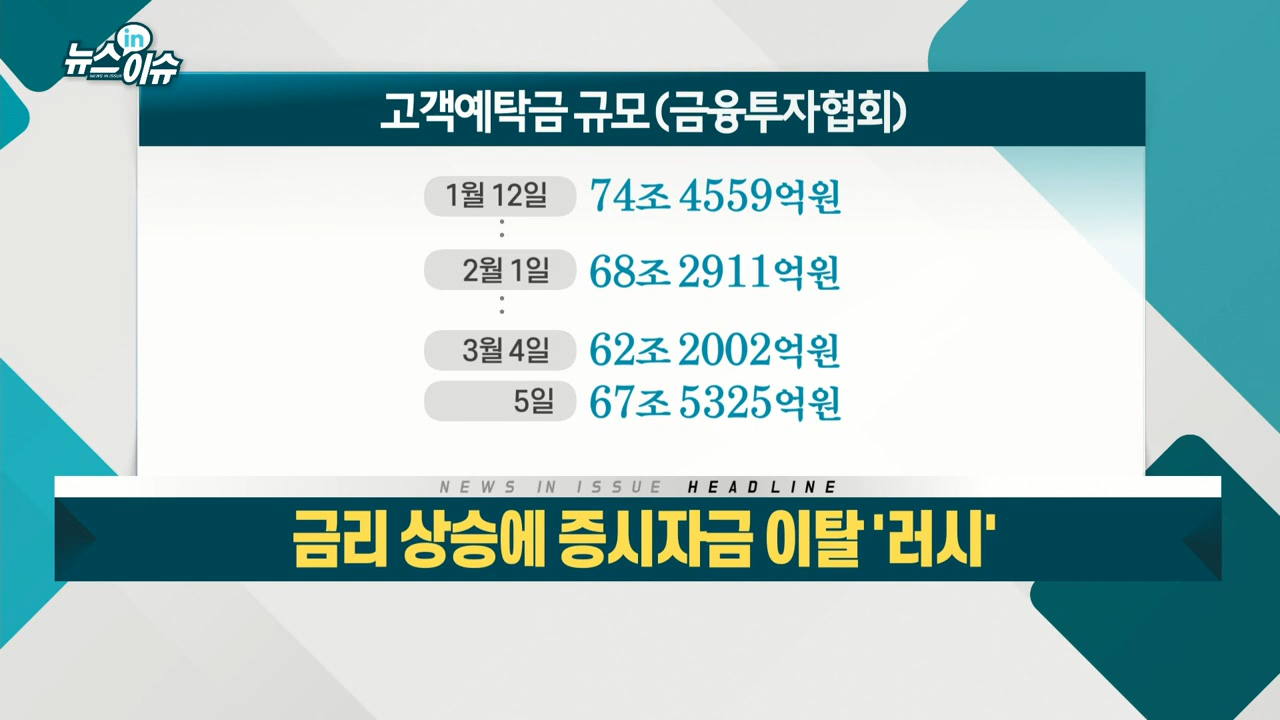 뉴스in이슈
NEWS IN ISSUE
고객예탁금 규모 (금융투자협회)
1월 12일 74조 4559억원
2월 1일 68조 2911억원
3월 4일 62조 2002억원
5일 67조 5325억원
NEWS IN ISSUE HEADLINE
금리 상승에 증시자금 이탈 '러시'